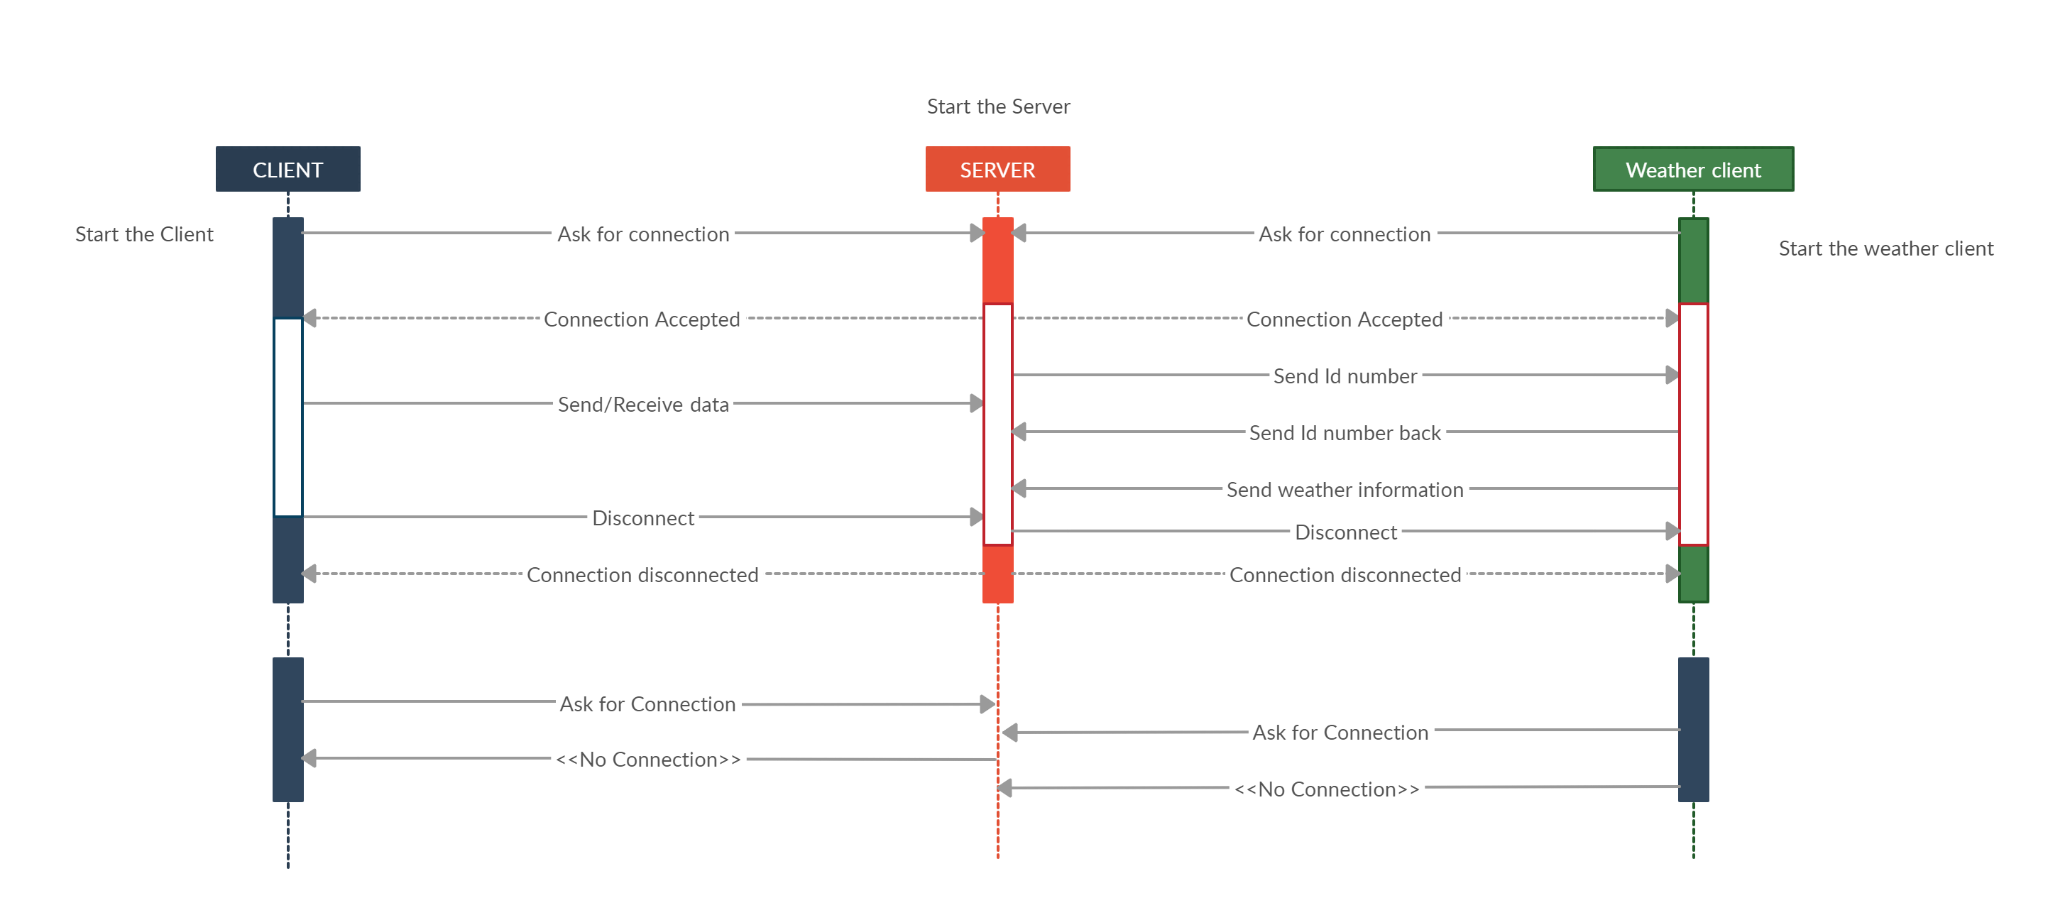 Start the Server
CLIENT
SERVER
Weather client
Start the Client
Ask for connection
Ask for connection
Start the weather client
Connection Accepted
Connection Accepted
Send Id number
Send/Receive data
Send Id number back
Send weather information
Disconnect
Disconnect
Connection disconnected
Connection disconnected
Ask for Connection
Ask for Connection
<<No Connection>>
<<No Connection>>